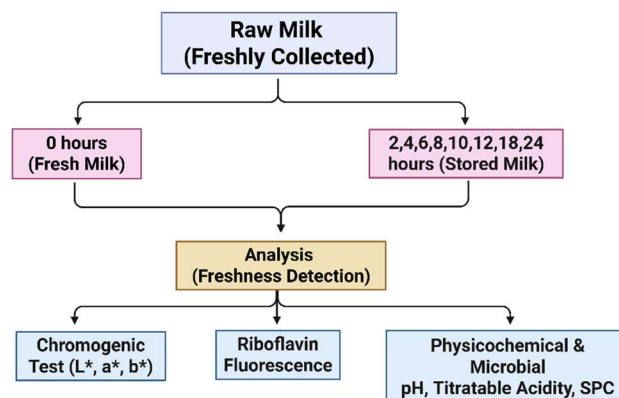 Raw Milk
(Freshly Collected)
0 hours
(Fresh Milk)
2,4,6,8,10,12,18,24
hours (Stored Milk)
Analysis
(Freshness Detection)
Chromogenic
Test (L*, a*, b*)
Riboflavin
Fluorescence
Physicochemical &
Microbial
pH, Titratable Acidity, SPC